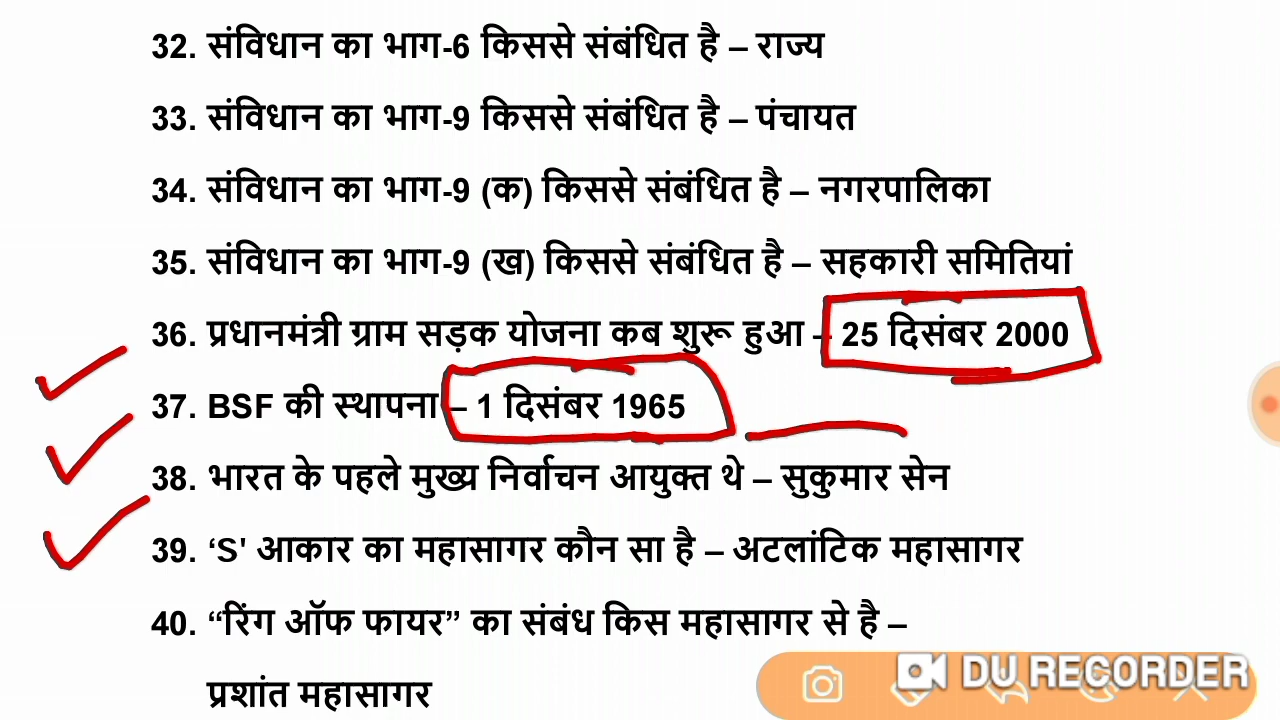 32. संविधान का भाग-6 किससे संबंधित है – राज्य
33. संविधान का भाग-9 किससे संबंधित है – पंचायत
34. संविधान का भाग-9 (क) किससे संबंधित है – नगरपालिका
35. संविधान का भाग-9 (ख) किससे संबंधित है – सहकारी समितियां
36. प्रधानमंत्री ग्राम सड़क योजना कब शुरू हुआ – 25 दिसंबर 2000
37. BSF की स्थापना – 1 दिसंबर 1965
38. भारत के पहले मुख्य निर्वाचन आयुक्त थे – सुकुमार सेन
39. ‘S' आकार का महासागर कौन सा है – अटलांटिक महासागर
40. “रिंग ऑफ फायर” का संबंध किस महासागर से है –
प्रशांत महासागर
DU RECORDER